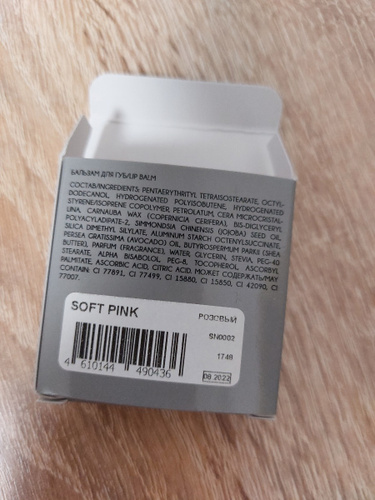 БАЛЬЗАМ ДЛЯ ГУБ/LIP BALM
СОСТАВ/INGREDIENTS: PENTAERYTHRITYL TETRAISOSTEARATE, OCTYL-
DODECANOL, HYDROGENATED POLYISOBUTENE, HYDROGENATED
STYRENE/ISOPRENE COPOLYMER, PETROLATUM, CERA MICROCRISTAL-
LINA, CARNAUBA WAX (COPERNICIA CERIFERA), BIS-DIGLYCERYL
POLYACYLADIPATE-2, SIMMONDSIA CHINENSIS (JOJOBA) SEED OIL,
SILICA DIMETHYL SILYLATE, ALUMINUM STARCH OCTENYLSUCCINATE,
PERSEA GRATISSIMA (AVOCADO) OIL, BUTYROSPERMUM PARKII (SHEA
BUTTER), PARFUM (FRAGRANCE), WATER, GLYCERIN, STEVIA, PEG-40
STEARATE, ALPHA BISABOLOL, PEG-8, TOCOPHEROL, ASCORBYL
PALMITATE, ASCORBIC ACID, CITRIC ACID. МОЖЕТ СОДЕРЖАТЬ/MAY
CONTAIN: CI 77891, CI 77499, CI 15880, CI 15850, CI 42090, CI
77007.
SOFT PINK
РОЗОВЫЙ
SN0002
1748
08.2022
4 610144 490436